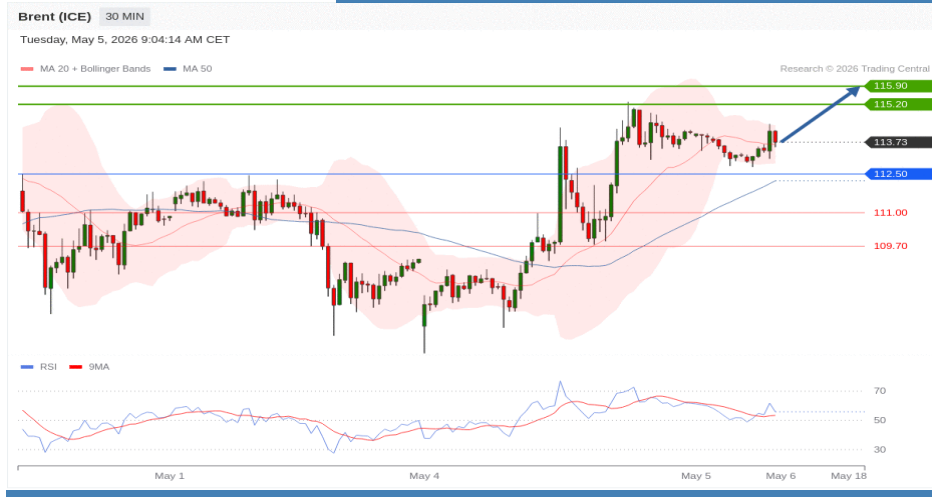 Brent (ICE) 30 MIN
Tuesday, May 5, 2026 9:04:14 AM CET
MA 20 + Bollinger Bands MA 50 Research © 2026 Trading Central
115.90
115.20
113.73
112.50
111.00
109.70
RSI 9MA
70
50
30
May 1 May 4 May 5 May 6 May 18